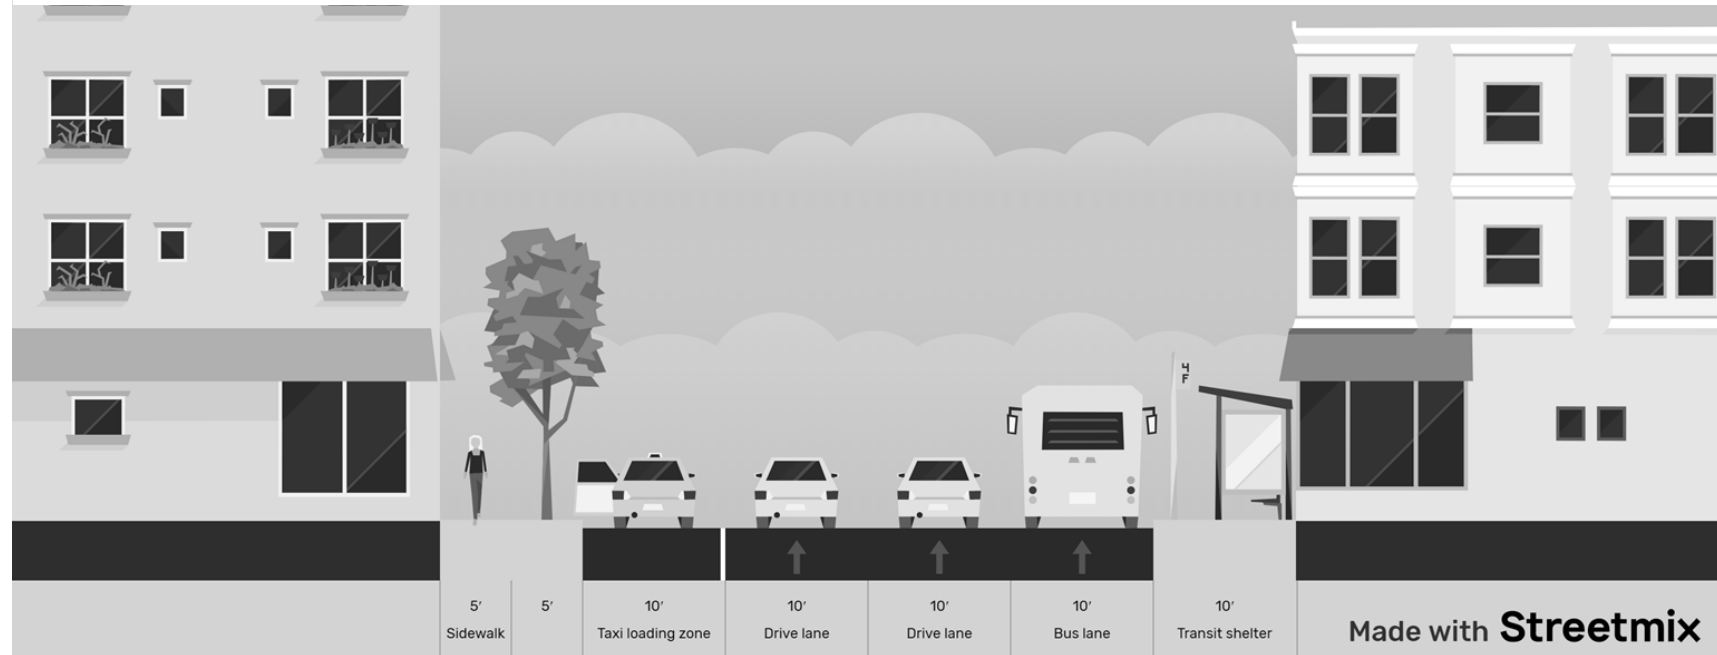 4
F
5′
5′
10′
10′
10′
10′
10′
Sidewalk
Taxi loading zone
Drive lane
Drive lane
Bus lane
Transit shelter
Made with Streetmix